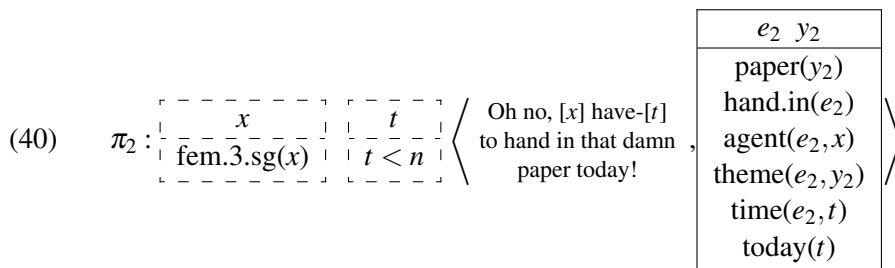 e₂ y₂
paper(y₂)
(40) π₂ : x t Oh no, [x] have-[t] hand.in(e₂)
fem.3.sg(x) t < n to hand in that damn , agent(e₂, x)
paper today! theme(e₂, y₂)
time(e₂, t)
today(t)